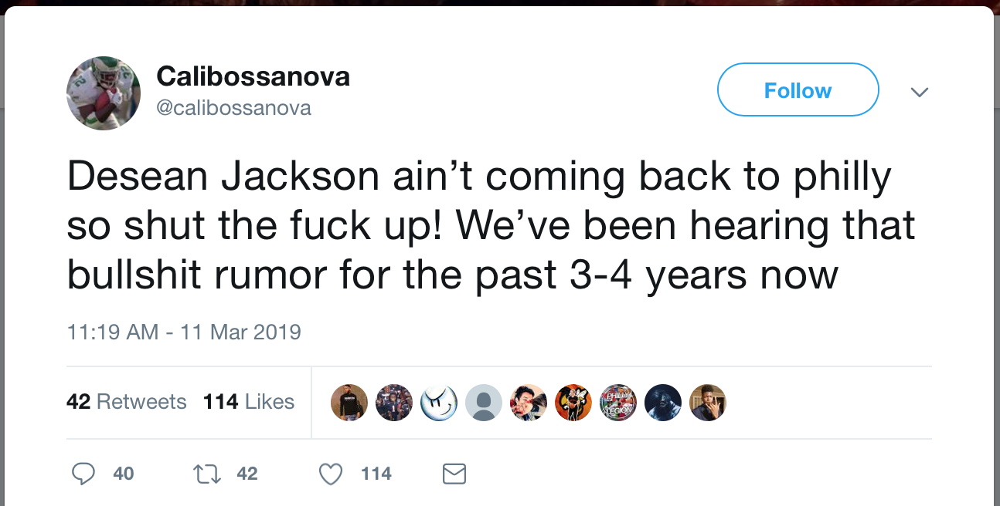 Calibossanova
@calibossanova
Follow
Desean Jackson ain’t coming back to philly
so shut the fuck up! We’ve been hearing that
bullshit rumor for the past 3-4 years now
11:19 AM - 11 Mar 2019
42 Retweets 114 Likes
PHILLY
LEGION
40 42 114